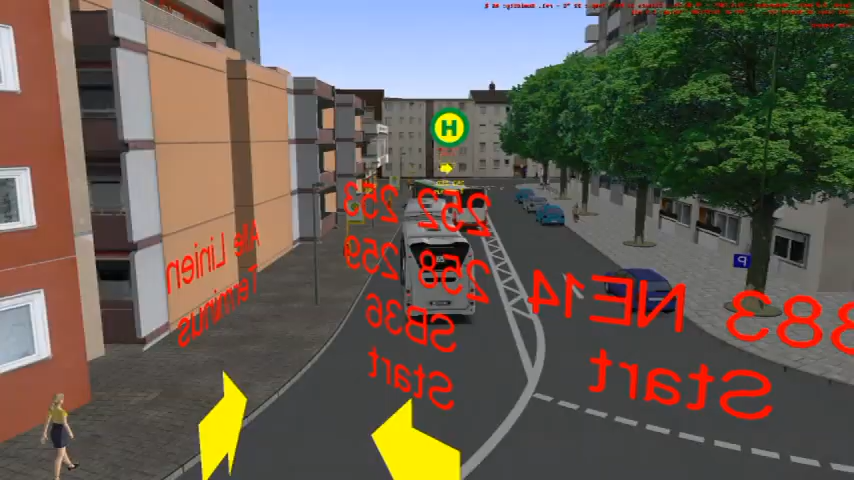 H
253 252
259 258
SB36
Start
Alle Linien
Terminus
383 NE14
Start
P